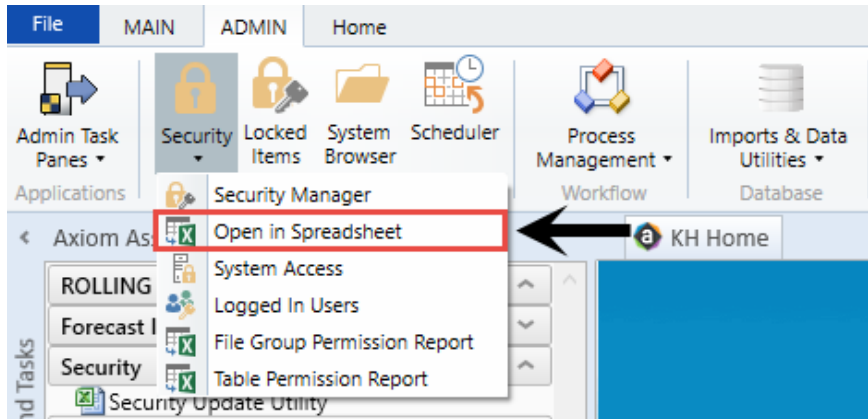 File MAIN ADMIN Home
Admin Task Security Locked System Scheduler Process Imports & Data
Panes Items Browser Management Utilities
Applications Workflow Database
Security Manager
Open in Spreadsheet
Axiom As a KH Home
System Access
ROLLING
Logged In Users
Forecast
File Group Permission Report
Security
Table Permission Report
Security Update Utility